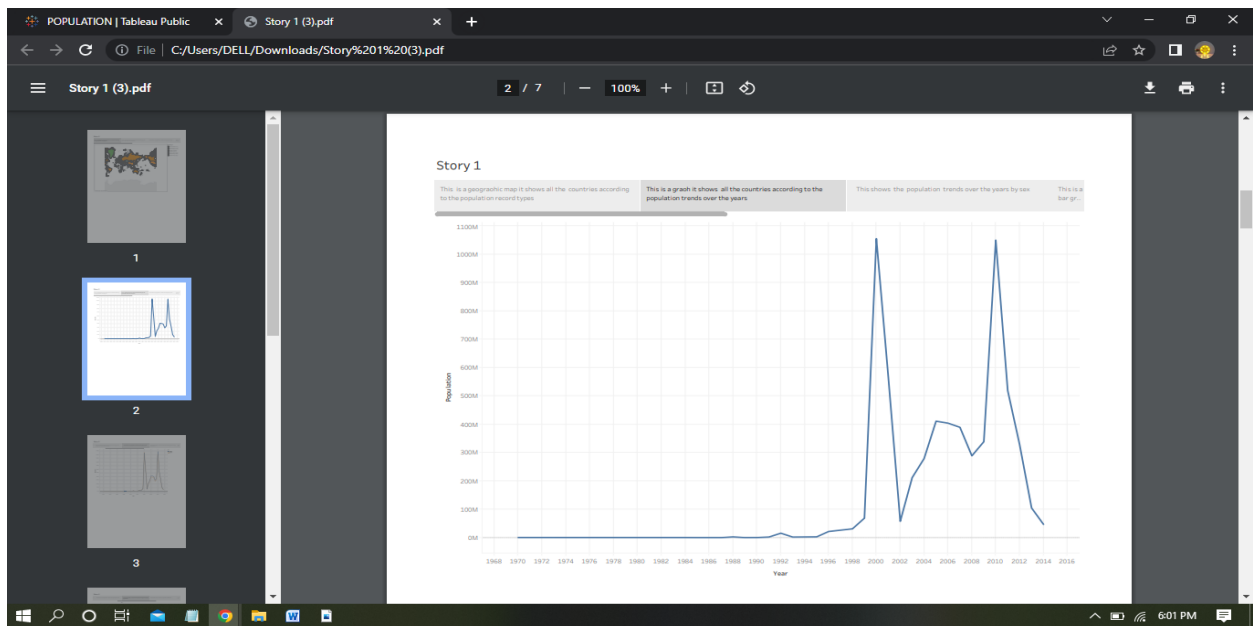 POPULATION | Tableau Public
Story 1 (3).pdf
File | C:/Users/DELL/Downloads/Story%201%20(3).pdf
Story 1 (3).pdf
2 / 7
100%
1
2
3
Story 1
This is a geograohic map it shows all the countries according
to the population record types
This is a grash it shows all the countries according to the
population trends over the years
This shows the population trends over the years by sex
This is a
bar gr..
1100M
1000M
900M
800M
700M
600M
500M
400M
300M
200M
100M
0M
Population
1968 1970 1972 1974 1976 1978 1980 1982 1984 1986 1988 1990 1992 1994 1996 1998 2000 2002 2004 2006 2008 2010 2012 2014 2016
Year
6:01 PM